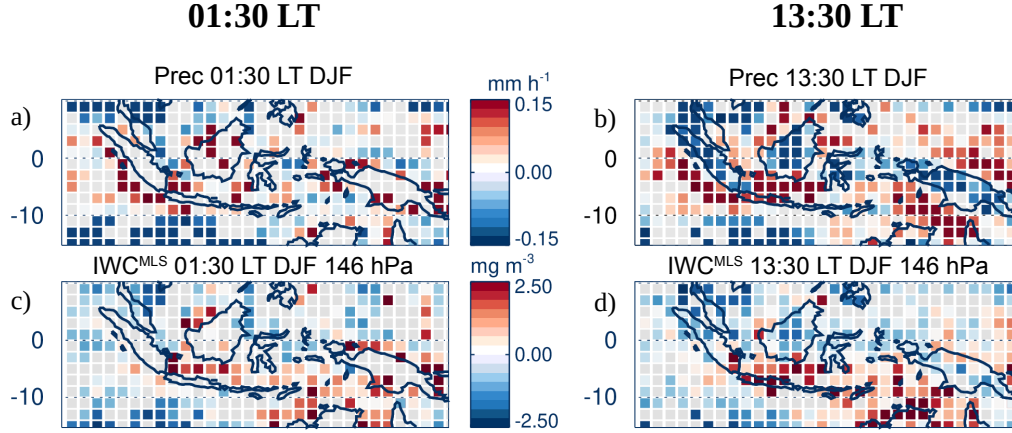 01:30 LT
13:30 LT
Prec 01:30 LT DJF
mm h⁻¹
Prec 13:30 LT DJF
a)
0
-10
0.15
0.00
-0.15
b)
0
-10
IWCᴹᴸˢ 01:30 LT DJF 146 hPa
mg m⁻³
IWCᴹᴸˢ 13:30 LT DJF 146 hPa
c)
0
-10
2.50
0.00
-2.50
d)
0
-10